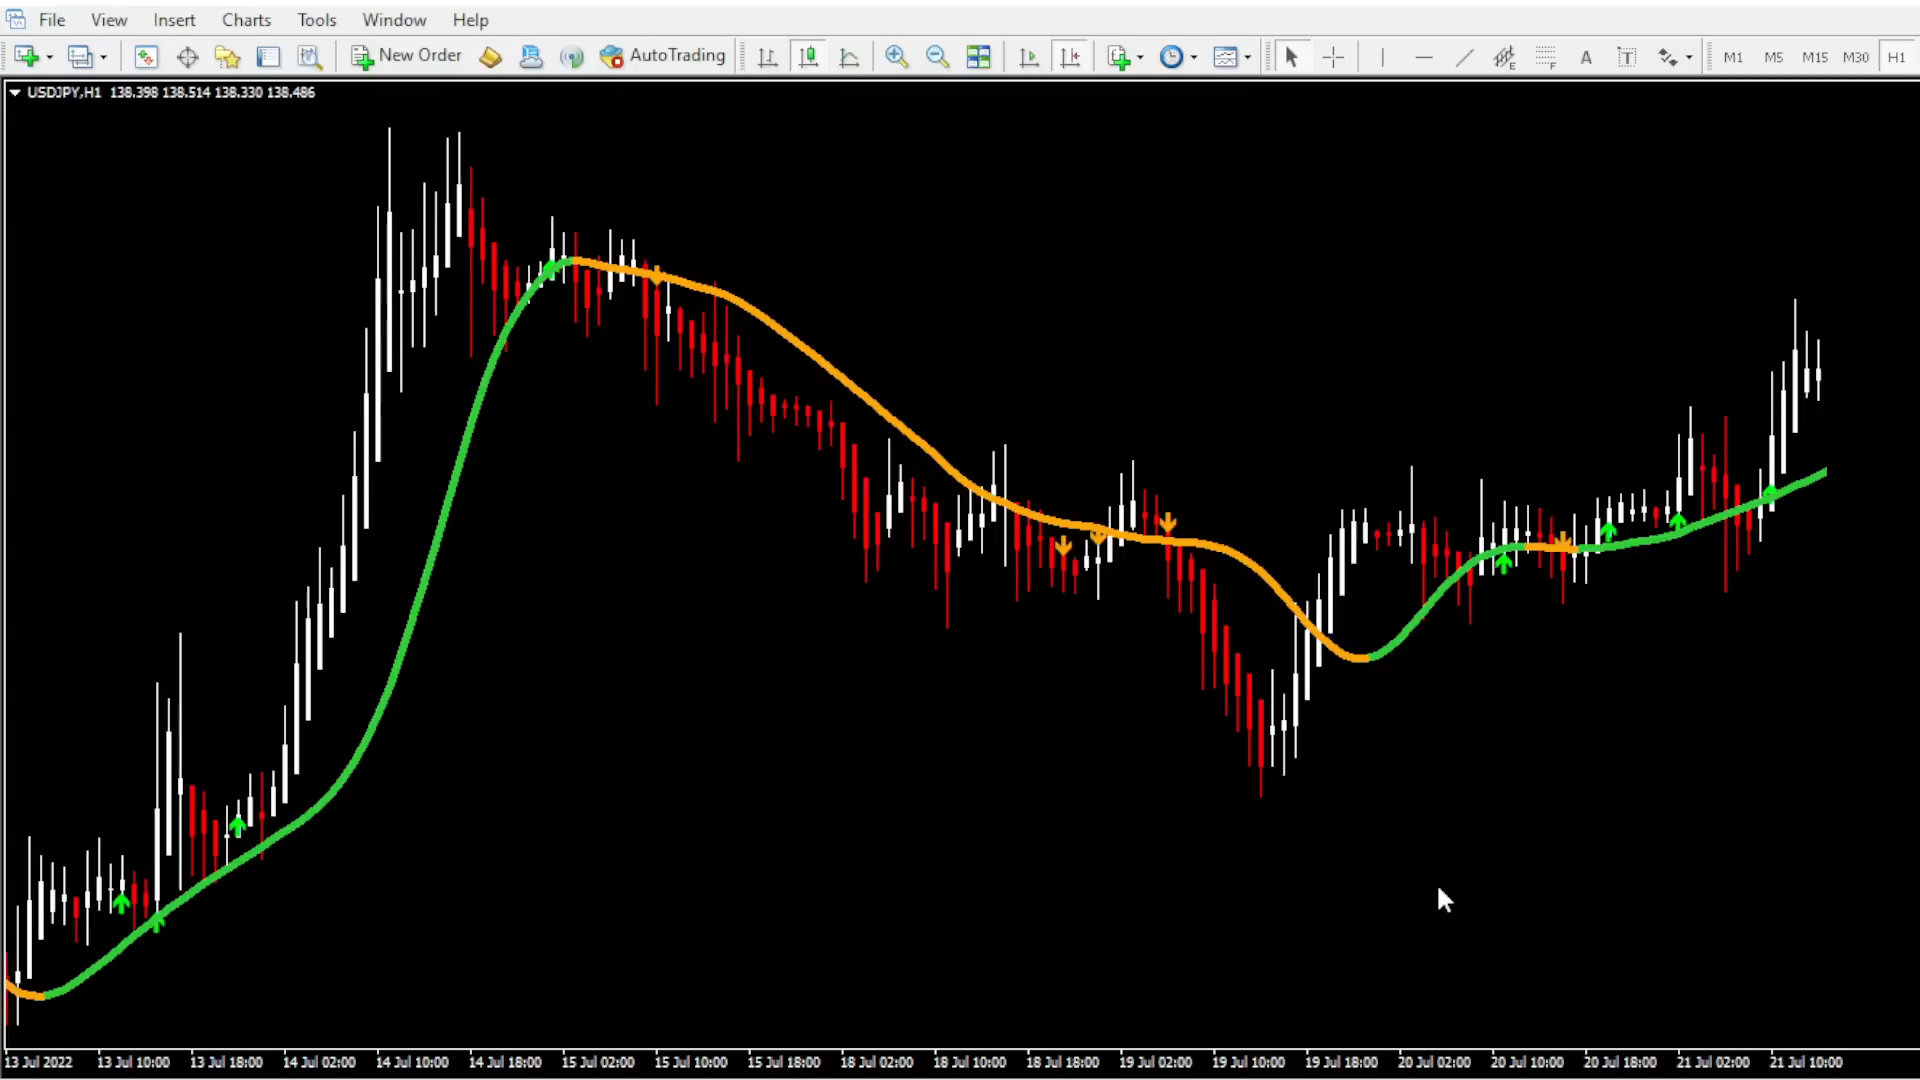 File View Insert Charts Tools Window Help
New Order AutoTrading E F A T M1 M5 M15 M30 H1
USDJPY,H1 138.398 138.514 138.330 138.486
13 Jul 2022 13 Jul 10:00 13 Jul 18:00 14 Jul 02:00 14 Jul 10:00 14 Jul 18:00 15 Jul 02:00 15 Jul 10:00 15 Jul 18:00 18 Jul 02:00 18 Jul 10:00 18 Jul 18:00 19 Jul 02:00 19 Jul 10:00 19 Jul 18:00 20 Jul 02:00 20 Jul 10:00 20 Jul 18:00 21 Jul 02:00 21 Jul 10:00